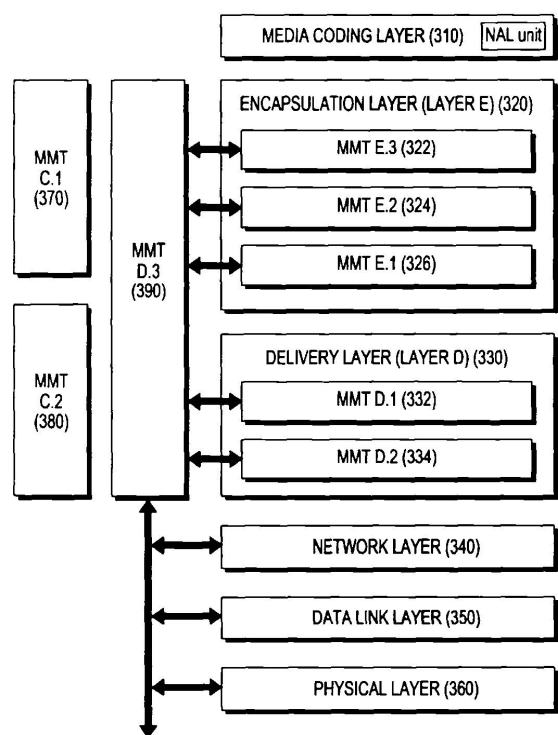 MEDIA CODING LAYER (310)
NAL unit
ENCAPSULATION LAYER (LAYER E) (320)
MMT E.3 (322)
MMT E.2 (324)
MMT E.1 (326)
MMT
C.1
(370)
MMT
D.3
(390)
MMT
C.2
(380)
DELIVERY LAYER (LAYER D) (330)
MMT D.1 (332)
MMT D.2 (334)
NETWORK LAYER (340)
DATA LINK LAYER (350)
PHYSICAL LAYER (360)